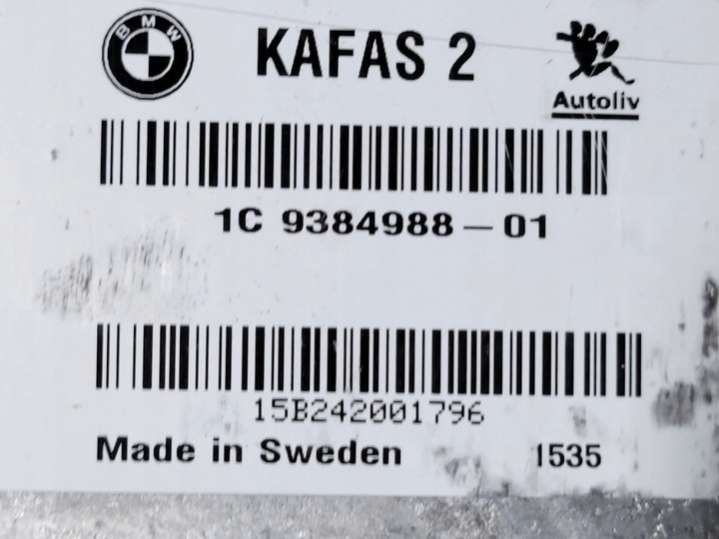 BMW KAFAS 2
Autoliv
1C 9384988-01
15B242001796
Made in Sweden 1535